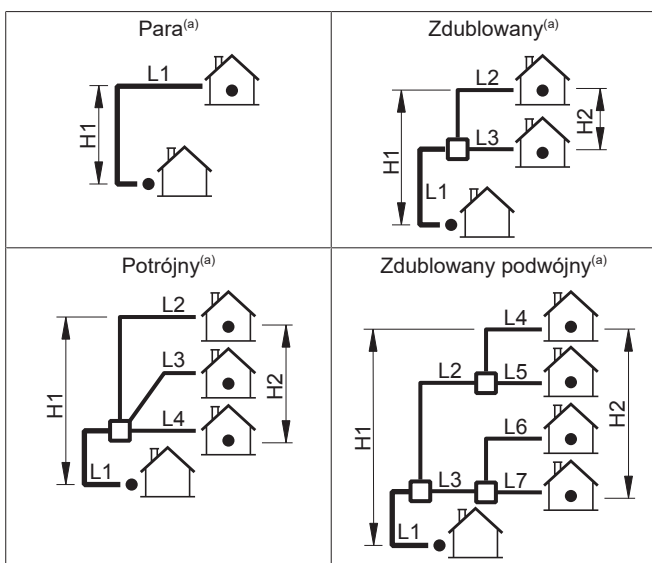 Para(a)
L1
H1
Zdublowany(a)
L2
H2
L3
H1
L1
Potrójny(a)
L2
L3
H1
H2
L4
L1
Zdublowany podwójny(a)
L4
L2
L5
H1
H2
L6
L3
L7
L1